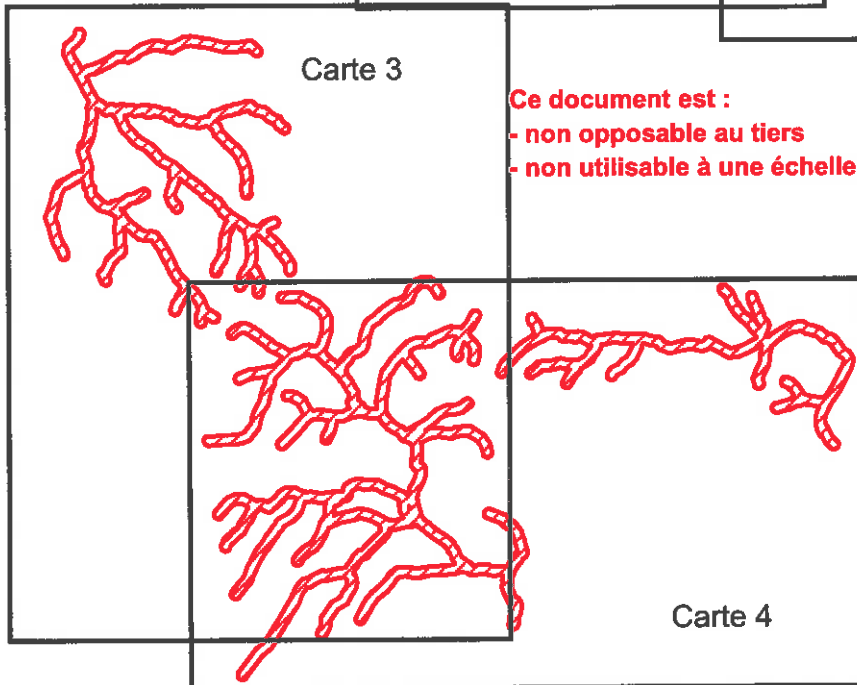 Carte 3
Ce document est :
- non opposable au tiers
- non utilisable à une échelle
Carte 4